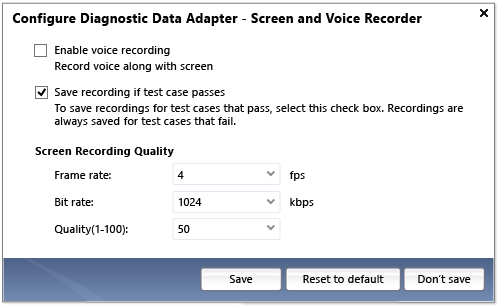 Configure Diagnostic Data Adapter - Screen and Voice Recorder
Enable voice recording
Record voice along with screen
Save recording if test case passes
To save recordings for test cases that pass, select this check box. Recordings are
always saved for test cases that fail.
Screen Recording Quality
Frame rate: 4 fps
Bit rate: 1024 kbps
Quality(1-100): 50
Save Reset to default Don't save